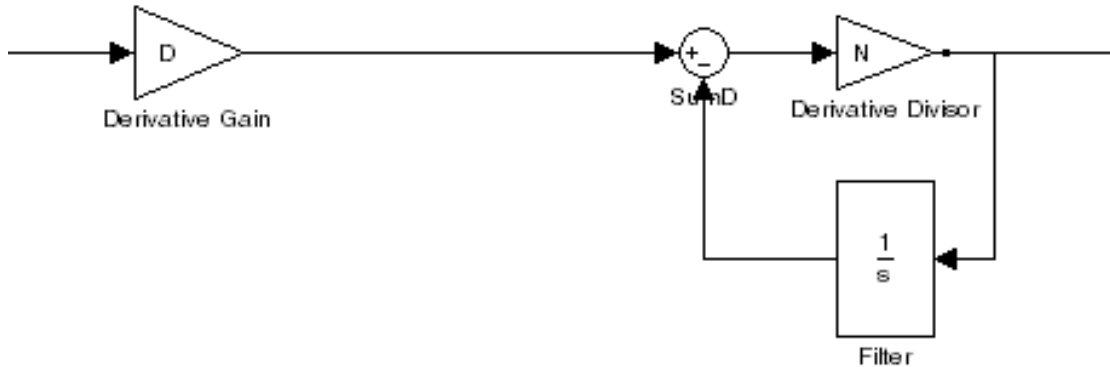 D
Derivative Gain
+
−
SumD
N
Derivative Divisor
1
s
Filter